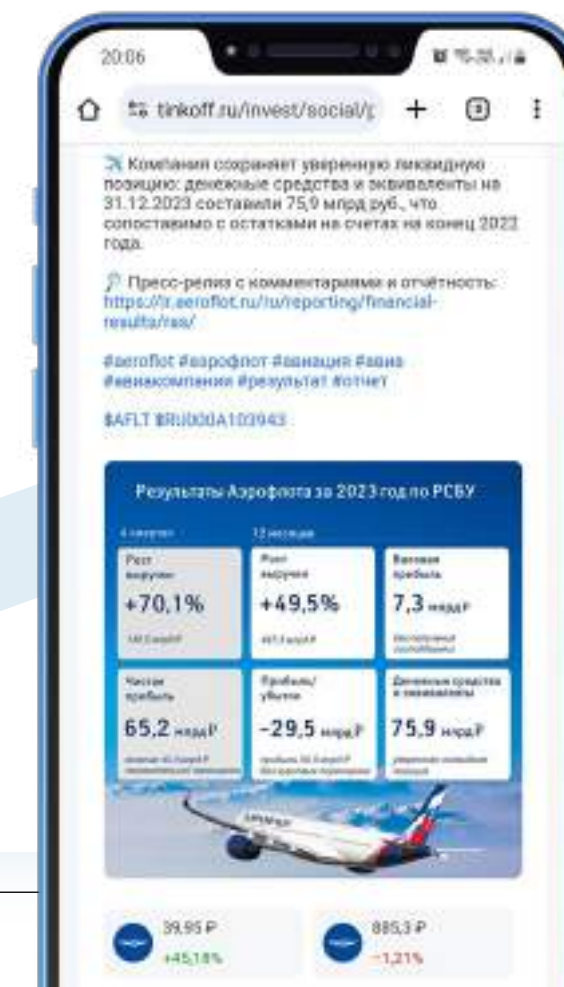 20:06
tinkoff.ru/invest/social/p
Компания сохраняет уверенную ликвидную
позицию: денежные средства и эквиваленты на
31.12.2023 составили 75,9 млрд руб., что
сопоставимо с остатками на счетах на конец 2022
года.
Пресс-релиз с комментариями и отчётность:
https://ir.aeroflot.ru/ru/reporting/financial-
results/ras/
#aeroflot #аэрофлот #авиация #авиа
#авиакомпании #результат #отчет
$AFLT $RU000A103943
Результаты Аэрофлота за 2023 год по РСБУ
4 квартал 12 месяцев
Рост Рост Валовая
выручки выручки прибыль
+70,1% +49,5% 7,3 млрд ₽
Чистая Прибыль/ Денежные средства
прибыль убыток и эквиваленты
65,2 млрд ₽ -29,5 млрд ₽ 75,9 млрд ₽
39,95 ₽ 885,3 ₽
+45,18% -1,21%